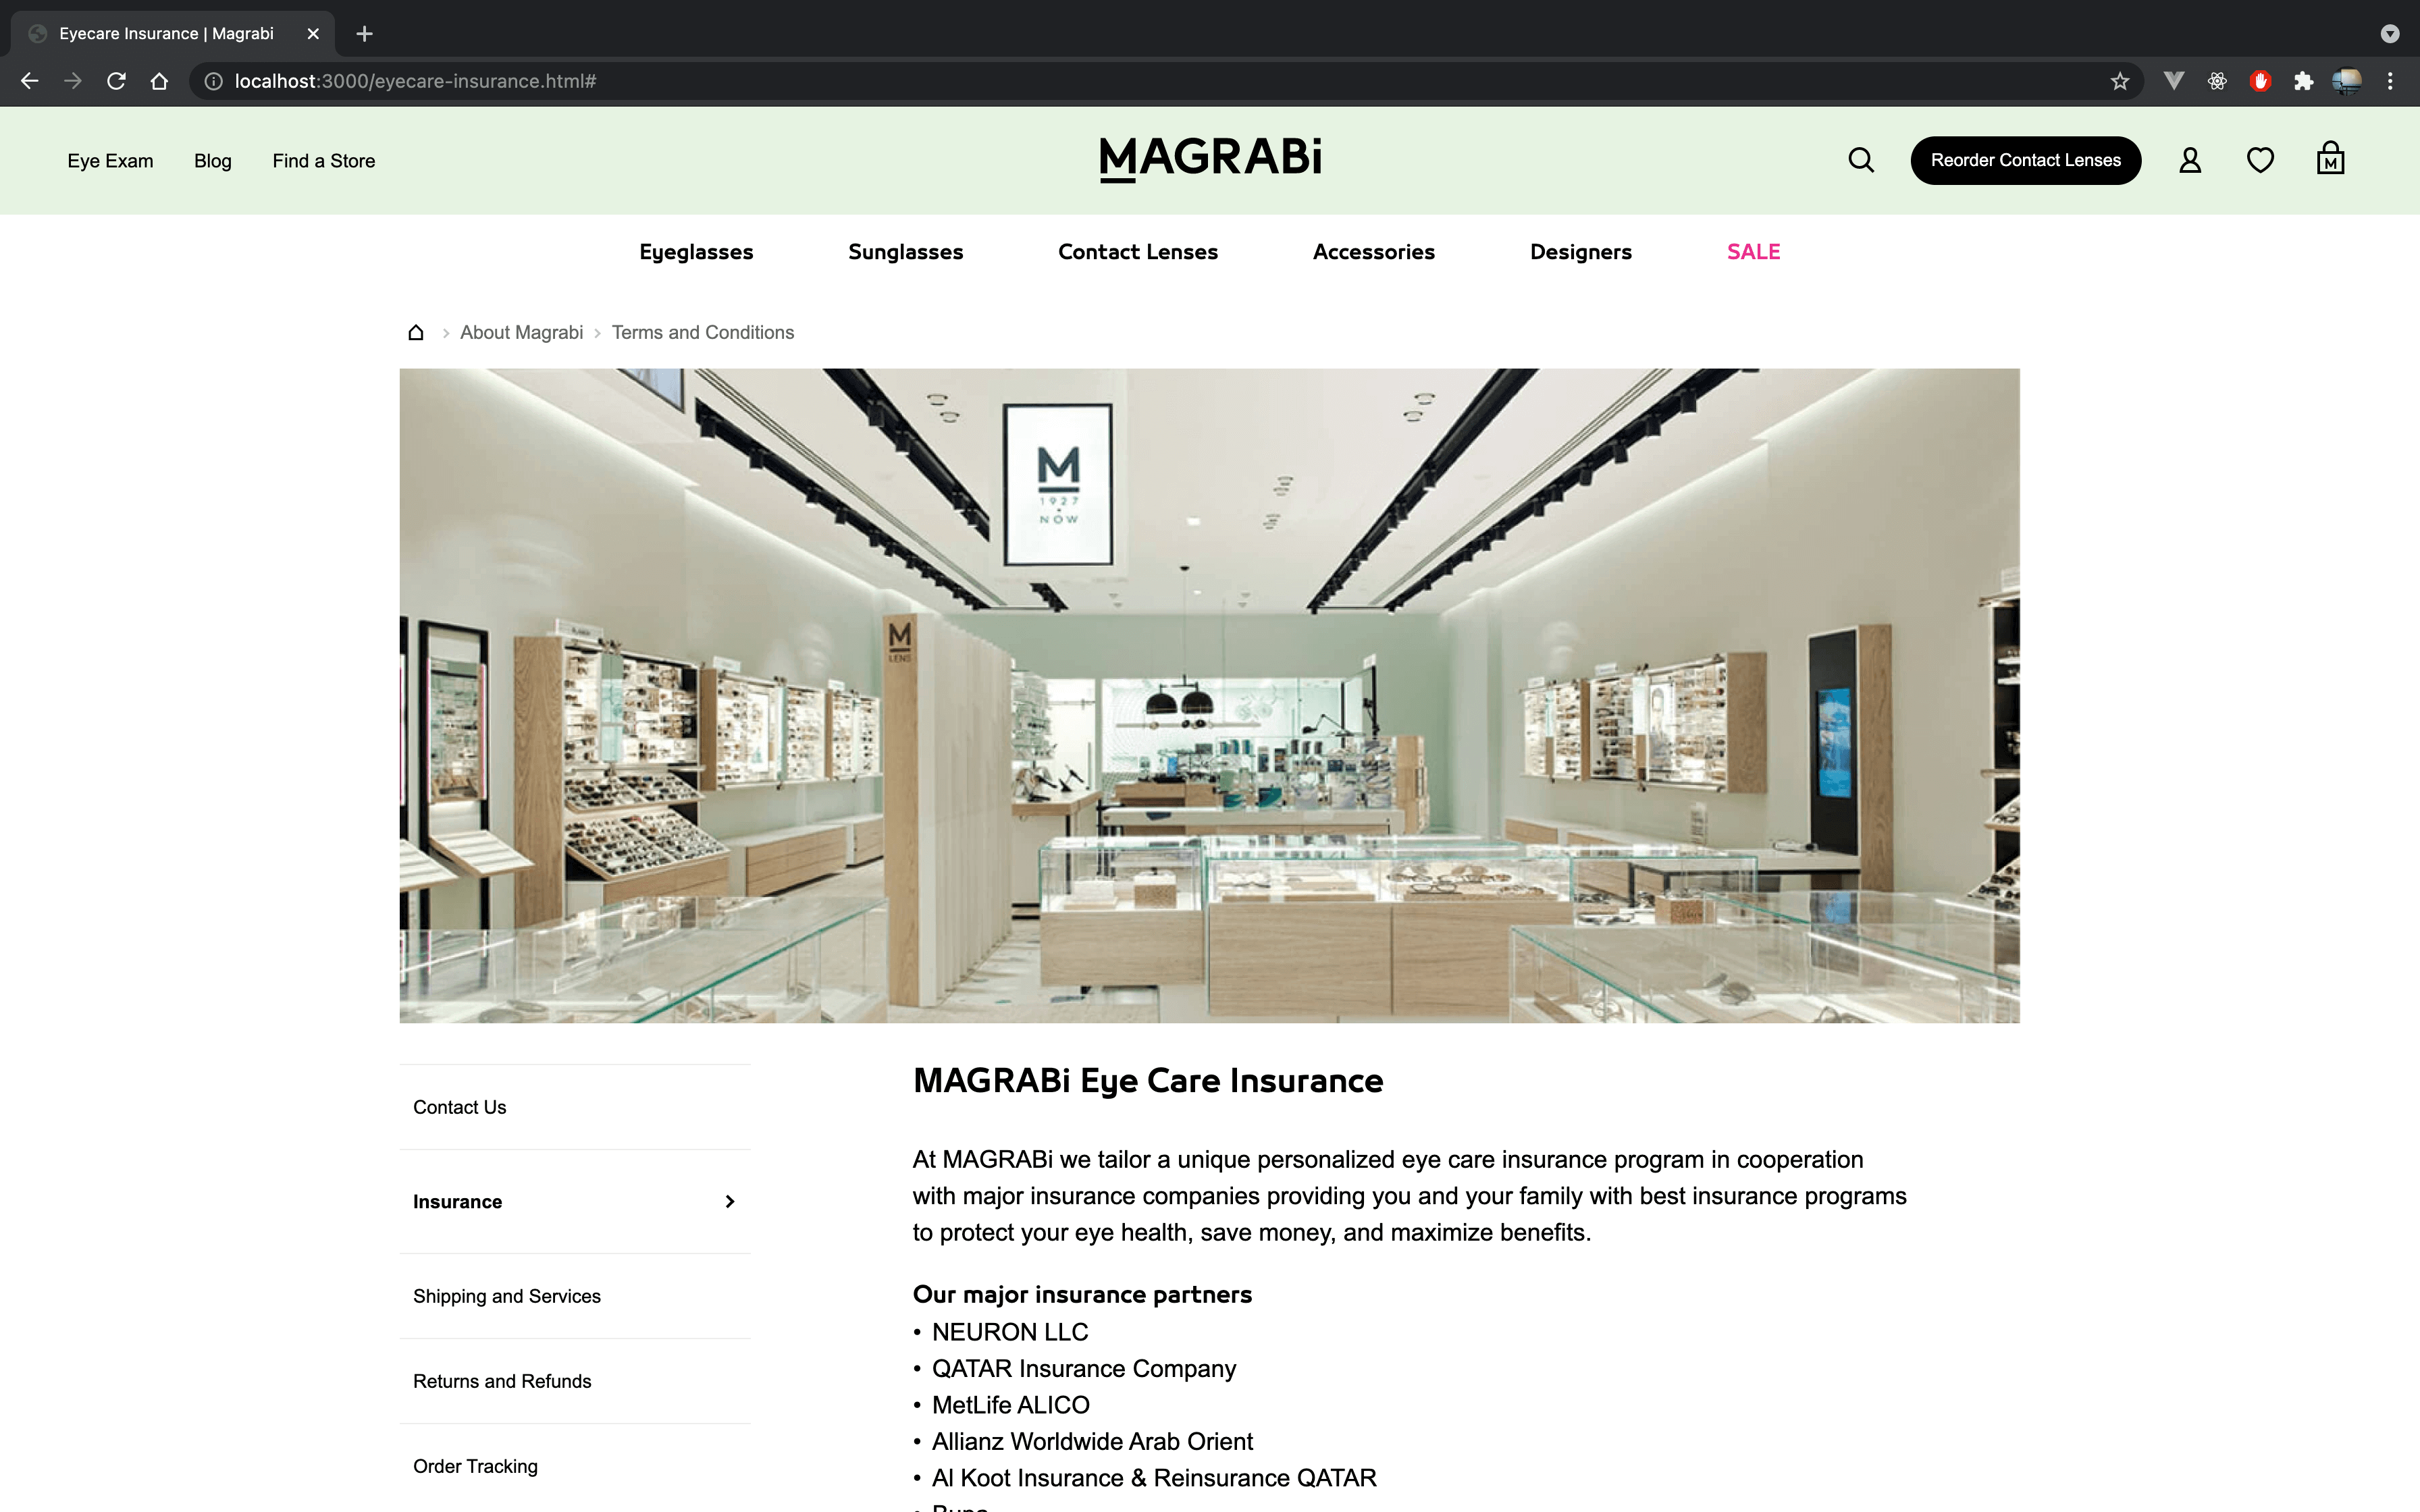 Eyecare Insurance | Magrabi
localhost:3000/eyecare-insurance.html#
Eye Exam Blog Find a Store
MAGRABi
Reorder Contact Lenses
M
Eyeglasses Sunglasses Contact Lenses Accessories Designers SALE
About Magrabi > Terms and Conditions
M
1927
NOW
M
LENS
MAGRABi Eye Care Insurance
Contact Us
Insurance
Shipping and Services
Returns and Refunds
Order Tracking
At MAGRABi we tailor a unique personalized eye care insurance program in cooperation
with major insurance companies providing you and your family with best insurance programs
to protect your eye health, save money, and maximize benefits.
Our major insurance partners
• NEURON LLC
• QATAR Insurance Company
• MetLife ALICO
• Allianz Worldwide Arab Orient
• Al Koot Insurance & Reinsurance QATAR